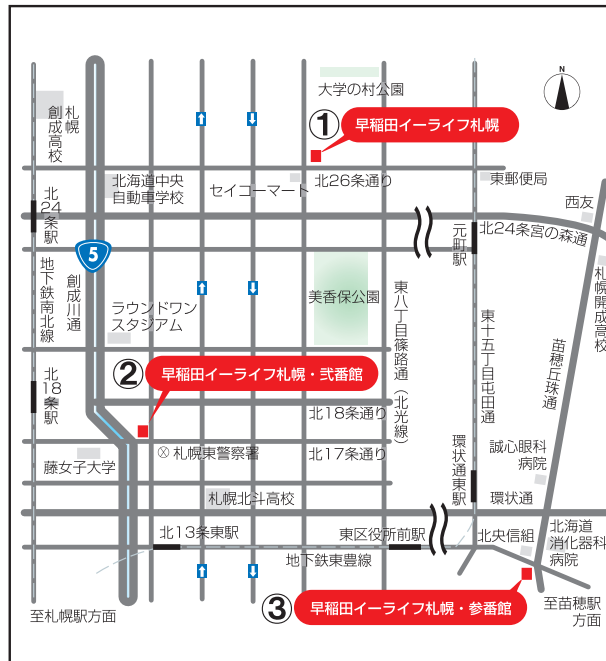 N
大学の村公園
① 早稲田イーライフ札幌
札幌
創成高校
北海道中央
自動車学校
セイコーマート
北26条通り
東郵便局
西友
北24条駅
元町駅
北24条宮の森通
5
地下鉄南北線
創成川通
札幌開成高校
美香保公園
東八丁目篠路通（北光線）
東十五丁目屯田通
苗穂丘珠通
ラウンドワン
スタジアム
② 早稲田イーライフ札幌・弐番館
北18条駅
北18条通り
藤女子大学
札幌東警察署
北17条通り
環状通東駅
誠心眼科
病院
札幌北斗高校
環状通
北13条東駅
東区役所前駅
北央信組
北海道
消化器科
病院
地下鉄東豊線
③ 早稲田イーライフ札幌・参番館
至札幌駅方面
至苗穂駅
方面